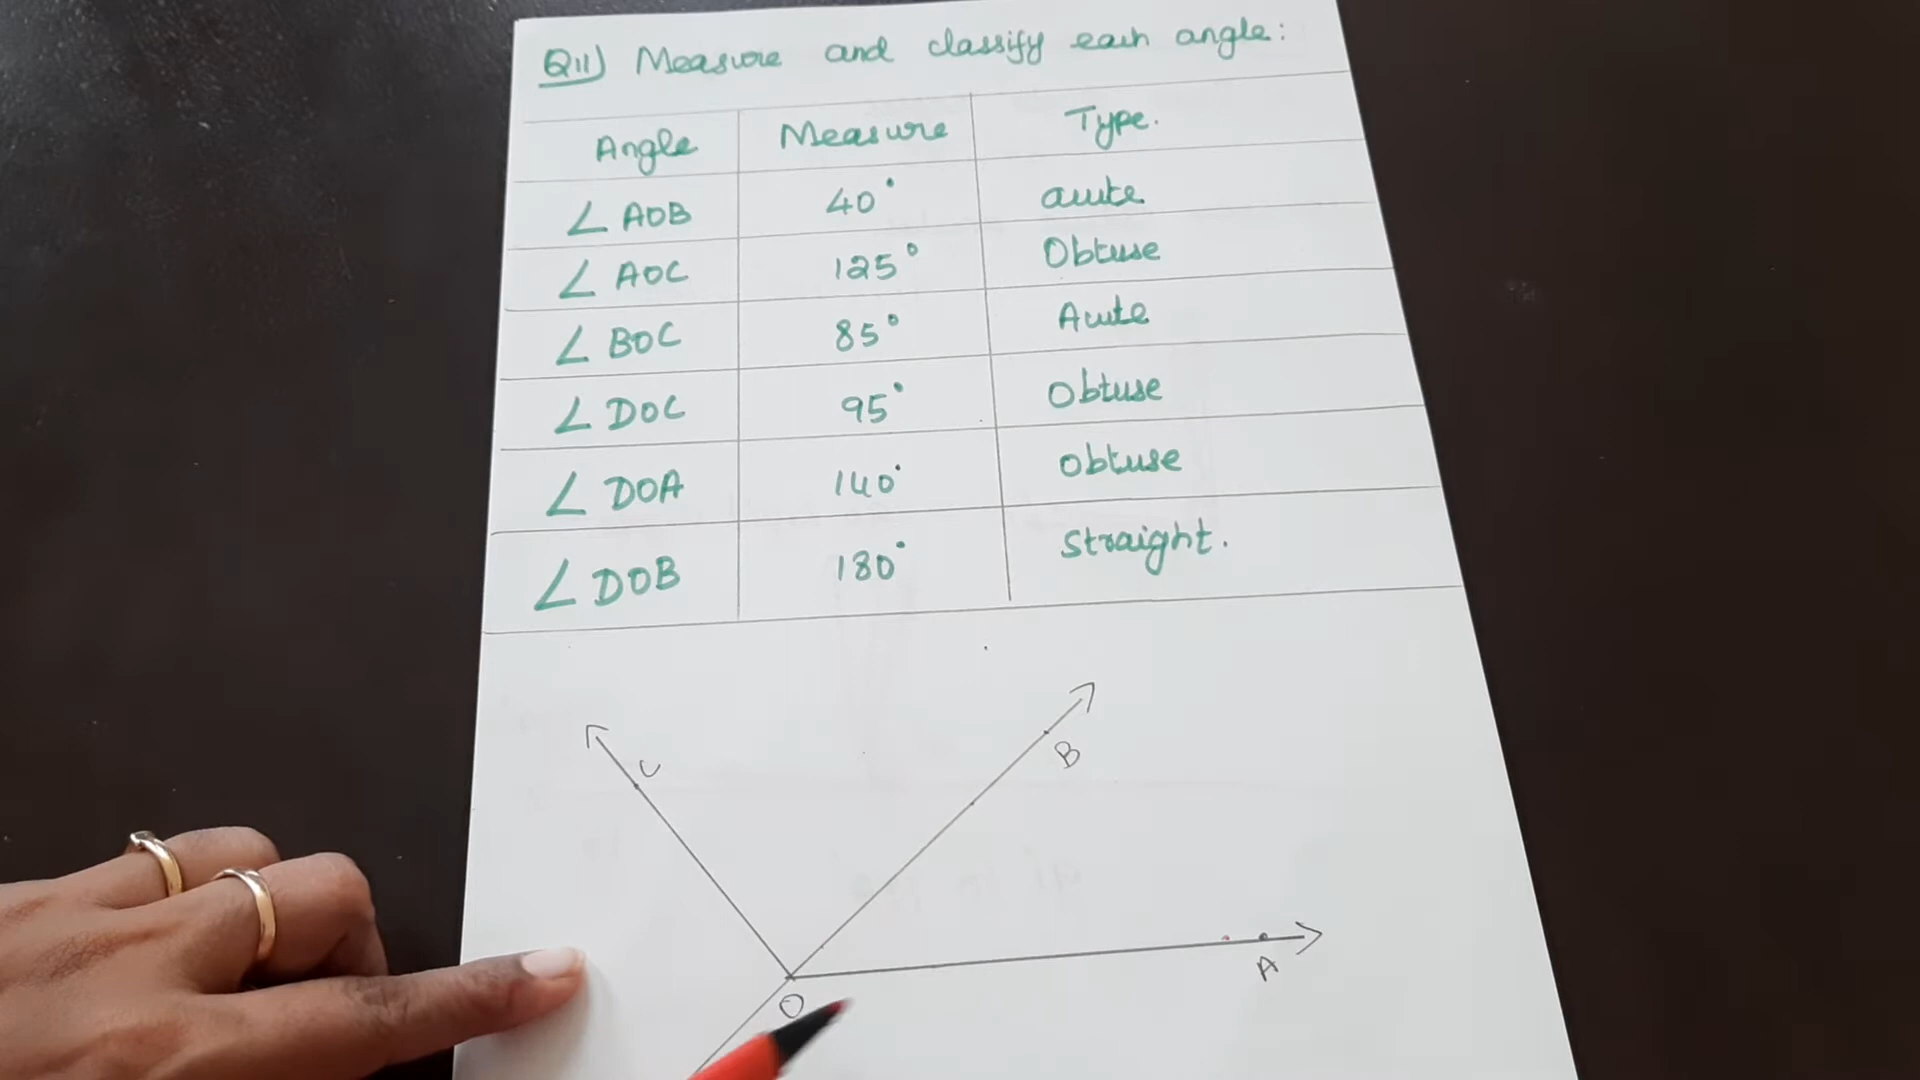 Q11) Measure and classify each angle:
Angle Measure Type.
∠AOB 40° acute
∠AOC 125° Obtuse
∠BOC 85° Acute
∠DOC 95° Obtuse
∠DOA 140° obtuse
∠DOB 180° straight.
B
C
A
O